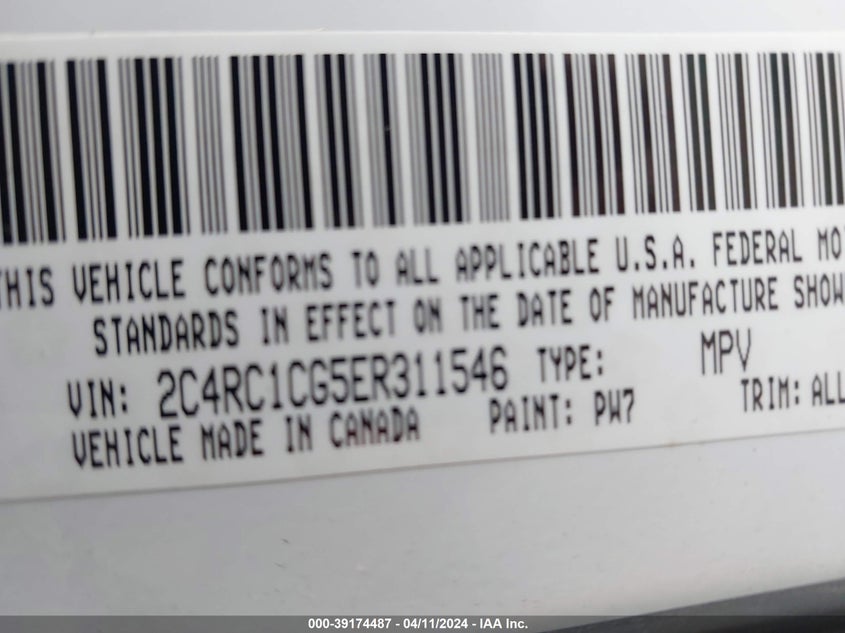 THIS VEHICLE CONFORMS TO ALL APPLICABLE U.S.A. FEDERAL MO
STANDARDS IN EFFECT ON THE DATE OF MANUFACTURE SHOW
VIN: 2C4RC1CG5ER311546 TYPE: MPV
VEHICLE MADE IN CANADA PAINT: PW7 TRIM: ALL
000-39174487 - 04/11/2024 - IAA Inc.